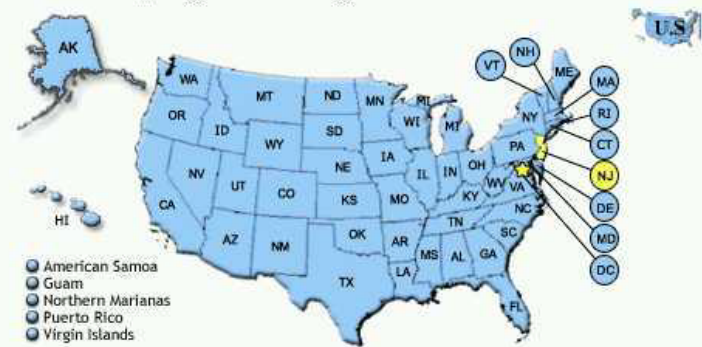 U.S
AK
VT
NH
ME
MA
RI
CT
NJ
DE
MD
DC
WA
MT
ND
MN
MI
OR
ID
SD
WI
MI
NY
WY
IA
PA
NE
NV
UT
CO
IL
IN
OH
WV
VA
CA
KS
MO
KY
NC
TN
AZ
NM
OK
AR
SC
MS
AL
GA
LA
TX
FL
HI
American Samoa
Guam
Northern Marianas
Puerto Rico
Virgin Islands